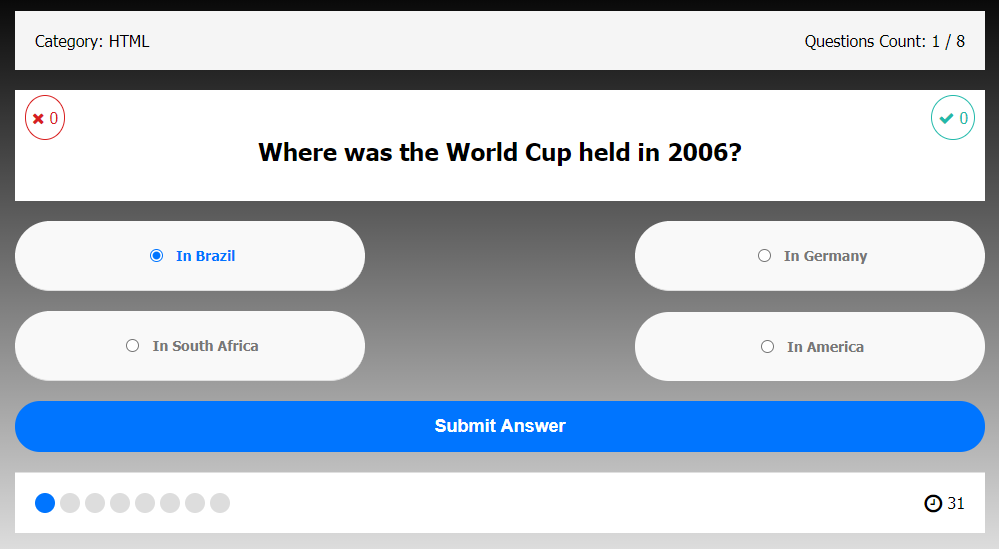 Category: HTML
Questions Count: 1 / 8
0
0
Where was the World Cup held in 2006?
In Brazil
In Germany
In South Africa
In America
Submit Answer
31